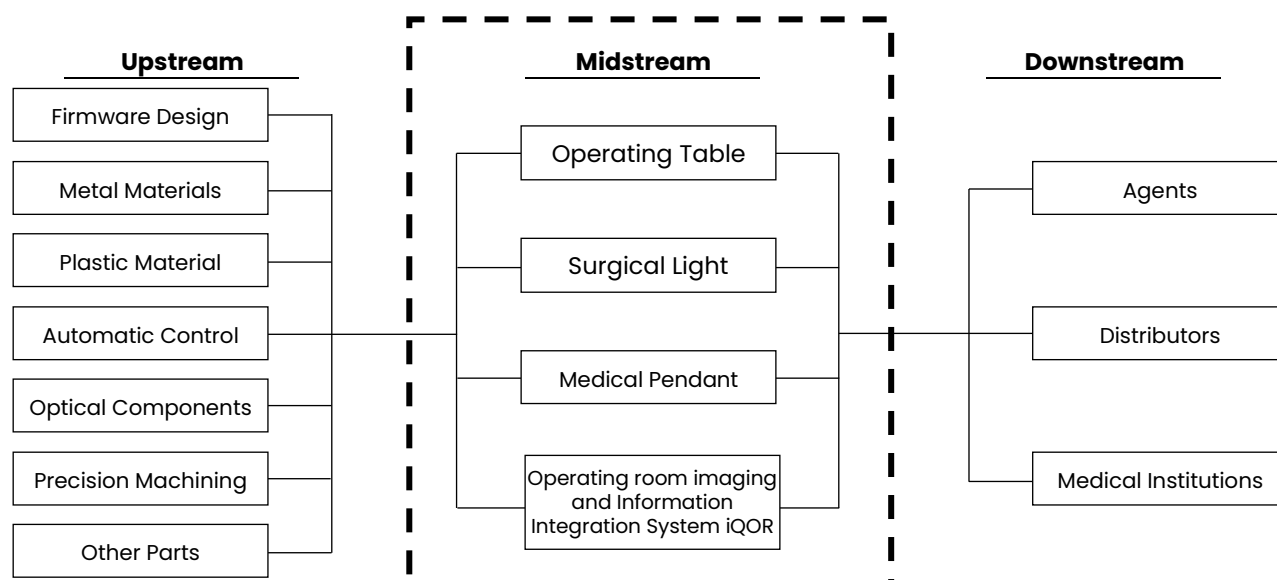 Upstream
Firmware Design
Metal Materials
Plastic Material
Automatic Control
Optical Components
Precision Machining
Other Parts
Midstream
Operating Table
Surgical Light
Medical Pendant
Operating room imaging
and Information
Integration System iQOR
Downstream
Agents
Distributors
Medical Institutions